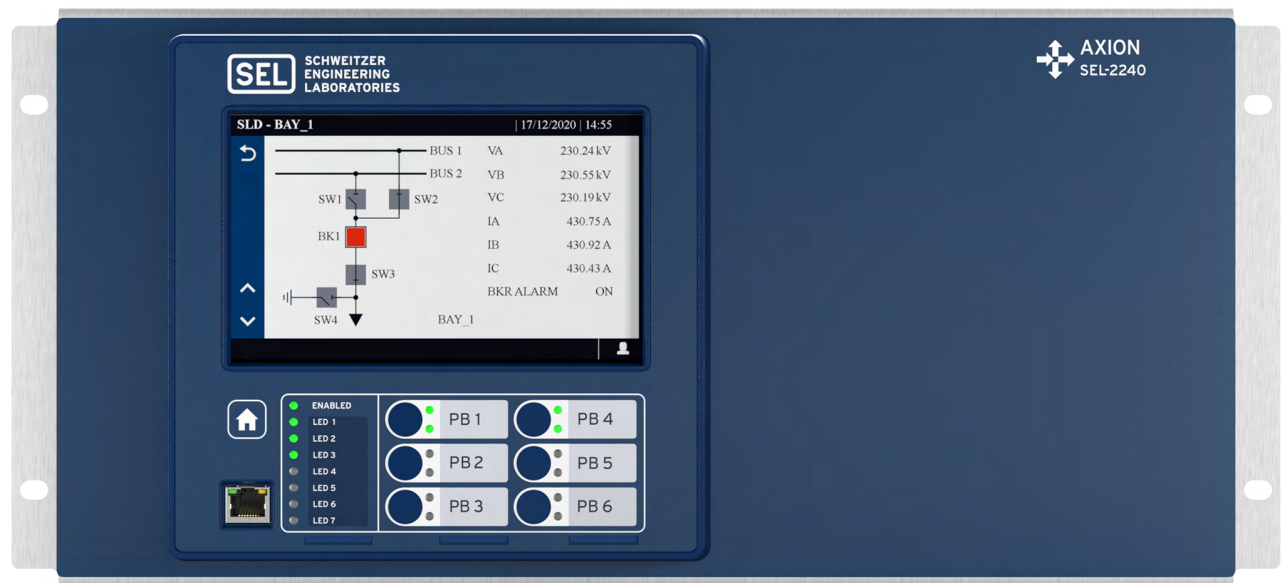 SEL SCHWEITZER
ENGINEERING
LABORATORIES
AXION
SEL-2240
SLD - BAY_1 | 17/12/2020 | 14:55
BUS 1 VA 230.24 kV
BUS 2 VB 230.55 kV
SW1 SW2 VC 230.19 kV
IA 430.75 A
BK1 IB 430.92 A
SW3 IC 430.43 A
BKR ALARM ON
SW4 BAY_1
ENABLED
LED 1
LED 2
LED 3
LED 4
LED 5
LED 6
LED 7
PB 1 PB 4
PB 2 PB 5
PB 3 PB 6